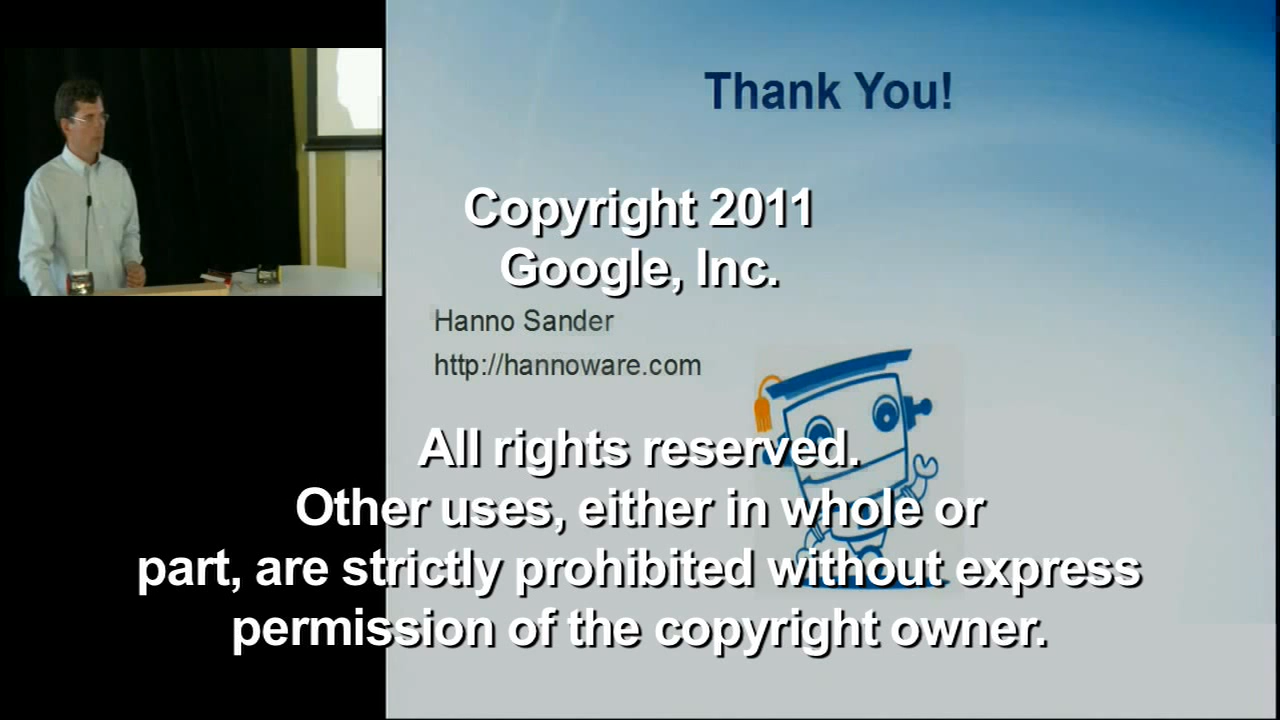 Thank You!
Copyright 2011
Google, Inc.
Hanno Sander
http://hannoware.com
All rights reserved.
Other uses, either in whole or
part, are strictly prohibited without express
permission of the copyright owner.